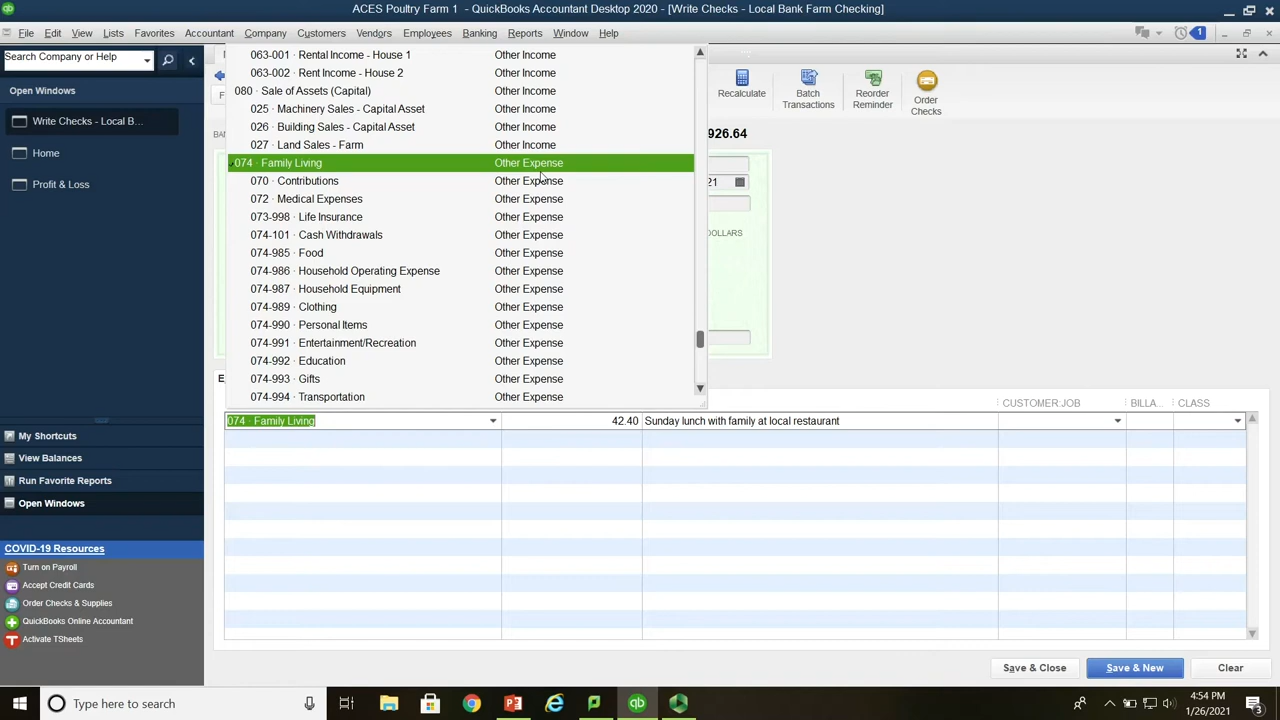 ACES Poultry Farm 1 - QuickBooks Accountant Desktop 2020 - [Write Checks - Local Bank Farm Checking]
File Edit View Lists Favorites Accountant Company Customers Vendors Employees Banking Reports Window Help
1
Search Company or Help
Open Windows
Write Checks - Local B...
Home
Profit & Loss
My Shortcuts
View Balances
Run Favorite Reports
Open Windows
COVID-19 Resources
Turn on Payroll
Accept Credit Cards
Order Checks & Supplies
QuickBooks Online Accountant
Activate TSheets
063-001 · Rental Income - House 1 Other Income
063-002 · Rent Income - House 2 Other Income
080 · Sale of Assets (Capital) Other Income
025 · Machinery Sales - Capital Asset Other Income
026 · Building Sales - Capital Asset Other Income
027 · Land Sales - Farm Other Income
074 · Family Living Other Expense
070 · Contributions Other Expense
072 · Medical Expenses Other Expense
073-998 · Life Insurance Other Expense
074-101 · Cash Withdrawals Other Expense
074-985 · Food Other Expense
074-986 · Household Operating Expense Other Expense
074-987 · Household Equipment Other Expense
074-989 · Clothing Other Expense
074-990 · Personal Items Other Expense
074-991 · Entertainment/Recreation Other Expense
074-992 · Education Other Expense
074-993 · Gifts Other Expense
074-994 · Transportation Other Expense
Recalculate
Batch Transactions
Reorder Reminder
Order Checks
926.64
21
DOLLARS
CUSTOMER:JOB BILLA... CLASS
074 · Family Living 42.40 Sunday lunch with family at local restaurant
Save & Close Save & New Clear
Type here to search
4:54 PM
1/26/2021
3